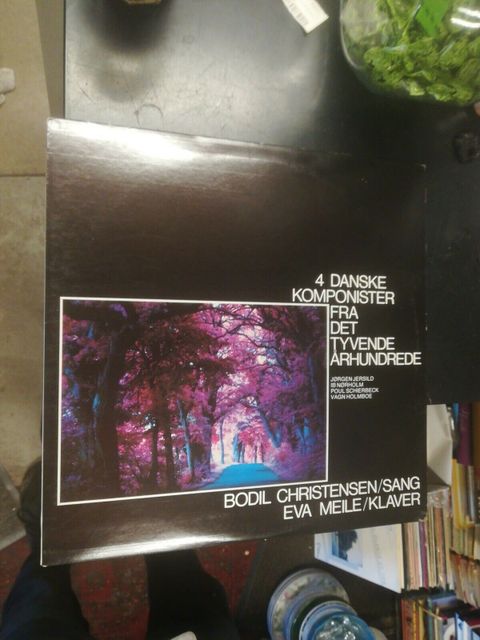 4 DANSKE
KOMPONISTER
FRA
DET
TYVENDE
ÅRHUNDREDE
JØRGEN JERSILD
IB NØRHOLM
POUL SCHIERBECK
VAGN HOLMBOE
BODIL CHRISTENSEN/SANG
EVA MEILE/KLAVER